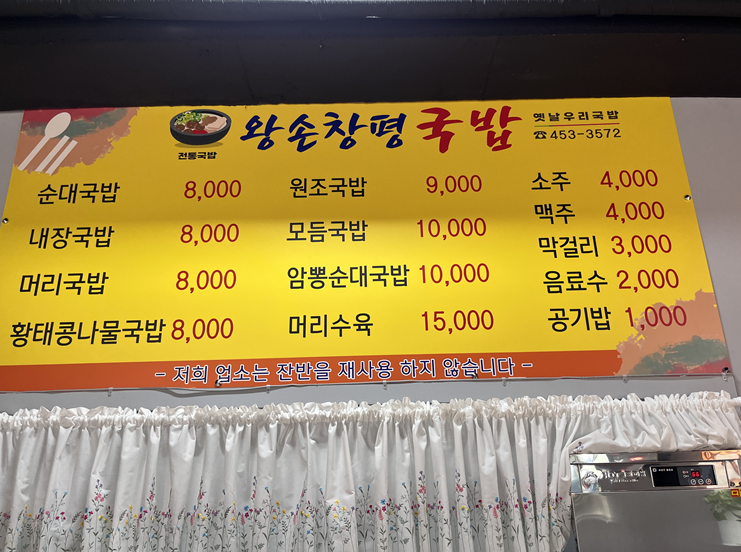 왕손창평국밥
옛날우리국밥
☎453-3572
전통국밥
순대국밥 8,000
내장국밥 8,000
머리국밥 8,000
황태콩나물국밥 8,000
원조국밥 9,000
모듬국밥 10,000
암뽕순대국밥 10,000
머리수육 15,000
소주 4,000
맥주 4,000
막걸리 3,000
음료수 2,000
공기밥 1,000
- 저희 업소는 잔반을 재사용 하지 않습니다 -